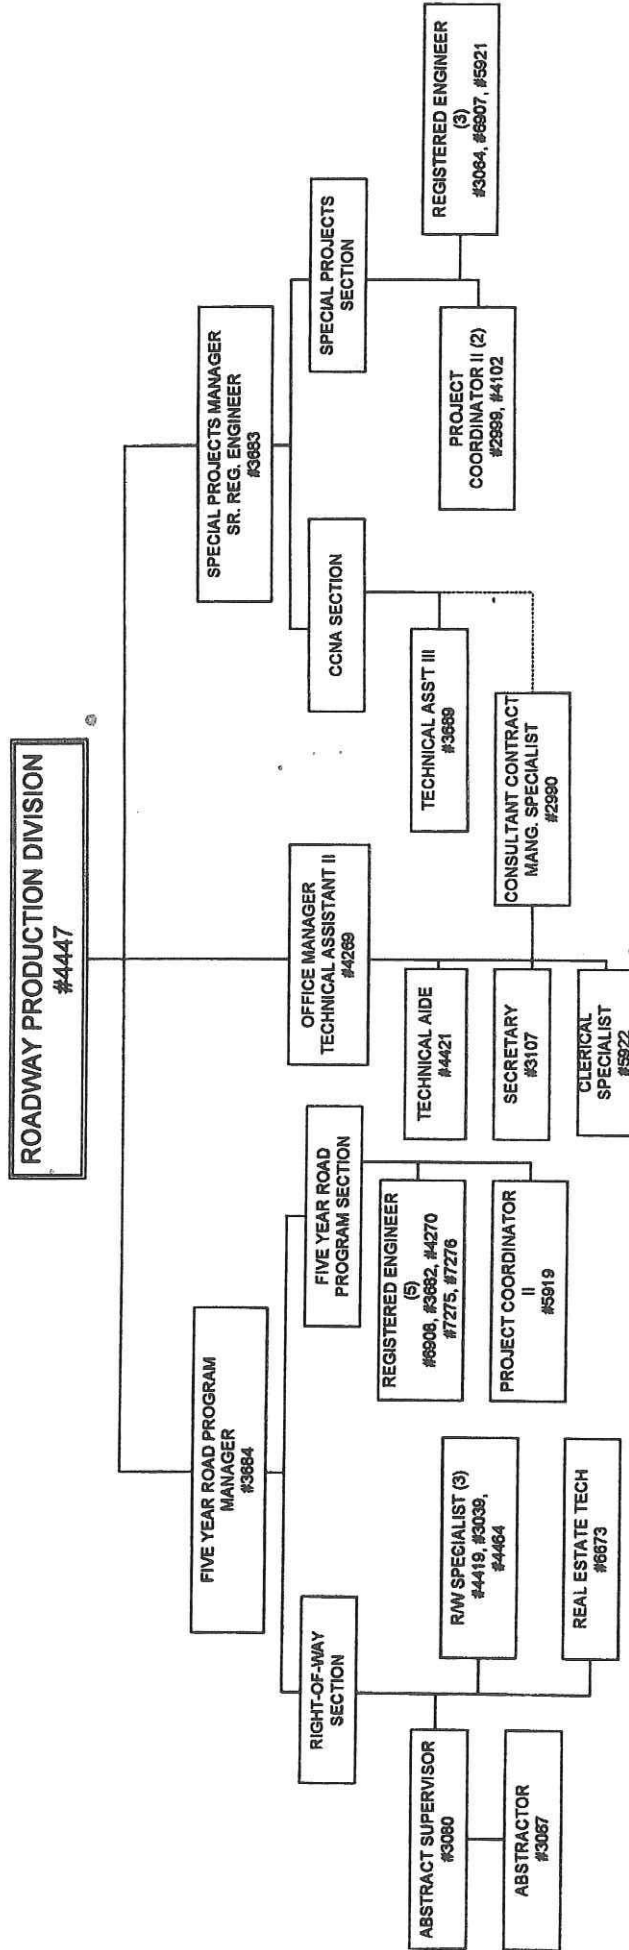 ROADWAY PRODUCTION DIVISION
#4447
FIVE YEAR ROAD PROGRAM
MANAGER
#3684
OFFICE MANAGER
TECHNICAL ASSISTANT II
#4269
SPECIAL PROJECTS MANAGER
SR. REG. ENGINEER
#3683
RIGHT-OF-WAY
SECTION
FIVE YEAR ROAD
PROGRAM SECTION
CCNA SECTION
SPECIAL PROJECTS
SECTION
ABSTRACT SUPERVISOR
#3080
ABSTRACTOR
#3087
R/W SPECIALIST (3)
#4419, #3039,
#4464
REAL ESTATE TECH
#6673
REGISTERED ENGINEER
(5)
#6908, #3682, #4270
#7275, #7276
PROJECT COORDINATOR
II
#5919
TECHNICAL AIDE
#4421
SECRETARY
#3107
CLERICAL
SPECIALIST
#5922
TECHNICAL ASS'T III
#3689
CONSULTANT CONTRACT
MANG. SPECIALIST
#2990
PROJECT
COORDINATOR II (2)
#2999, #4102
REGISTERED ENGINEER
(3)
#3064, #6907, #5921